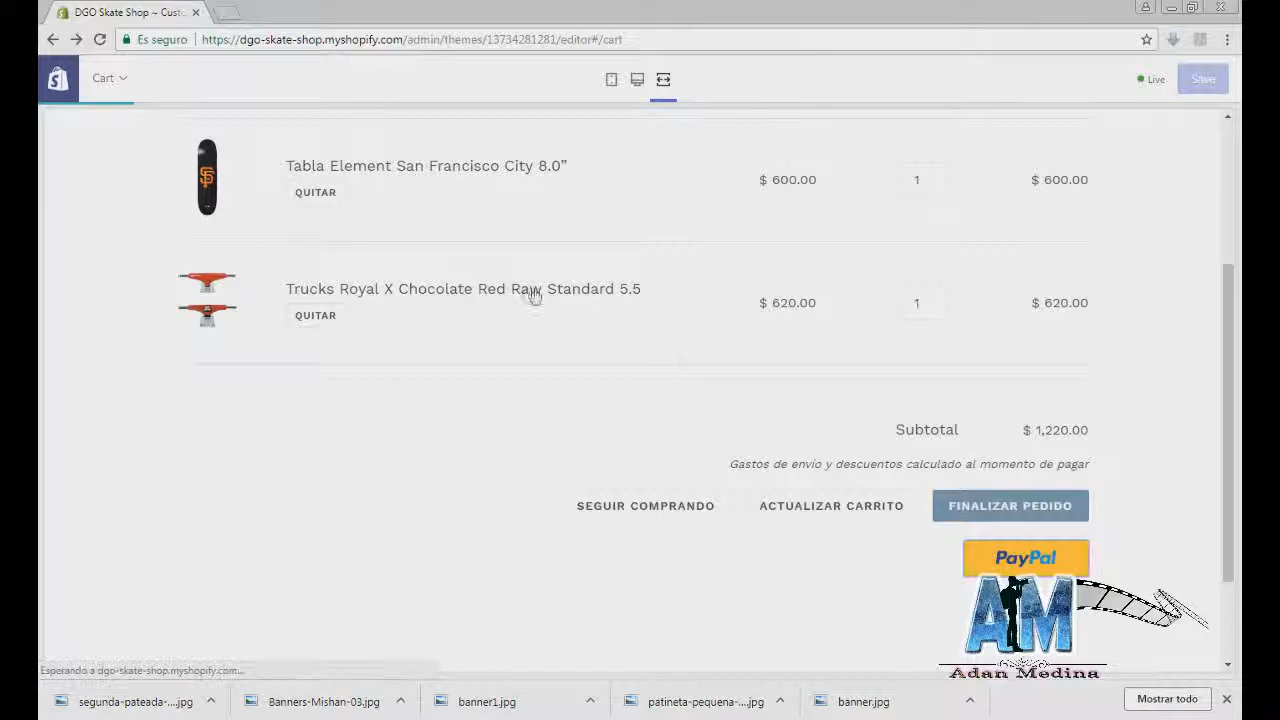 DGO Skate Shop ~ Custo
Es seguro
https://dgo-skate-shop.myshopify.com/admin/themes/13734281281/editor#/cart
Cart
Live
Save
Tabla Element San Francisco City 8.0”
QUITAR
$ 600.00
1
$ 600.00
Trucks Royal X Chocolate Red Raw Standard 5.5
QUITAR
$ 620.00
1
$ 620.00
Subtotal
$ 1,220.00
Gastos de envío y descuentos calculado al momento de pagar
SEGUIR COMPRANDO
ACTUALIZAR CARRITO
FINALIZAR PEDIDO
PayPal
AM
Adan Medina
Esperando a dgo-skate-shop.myshopify.com...
segunda-pateada-....jpg
Banners-Mishan-03.jpg
banner1.jpg
patineta-pequena-....jpg
banner.jpg
Mostrar todo